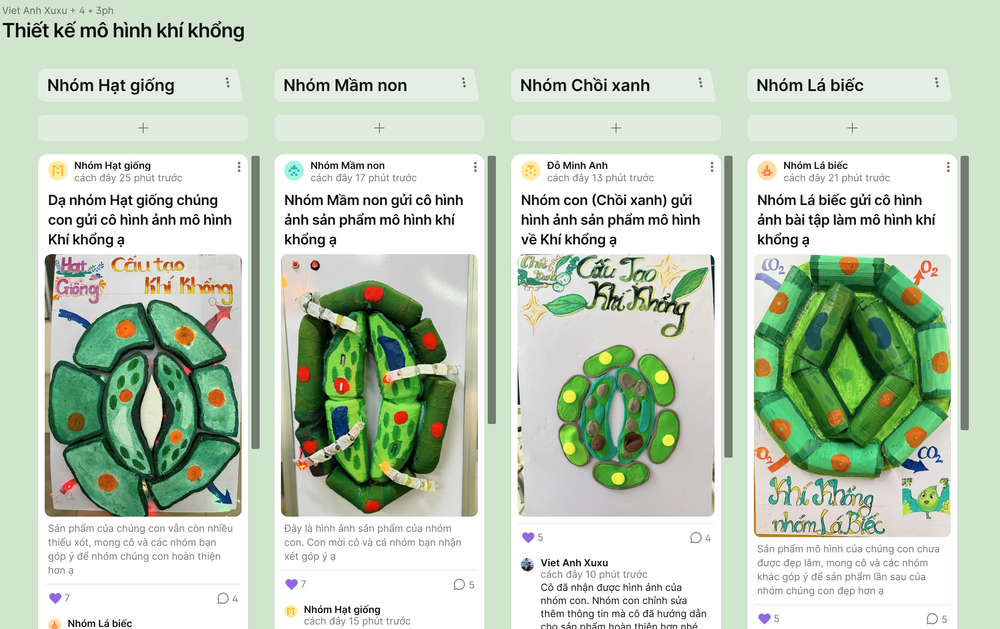 Viet Anh Xuxu + 4 • 3ph
Thiết kế mô hình khí khổng
Nhóm Hạt giống
Nhóm Hạt giống
cách đây 25 phút trước
Dạ nhóm Hạt giống chúng
con gửi cô hình ảnh mô hình
Khí khổng ạ
Hạt
Giống
Cấu tạo
Khí Khổng
CO₂
O₂
O₂
CO₂
Sản phẩm của chúng con vẫn còn nhiều
thiếu xót, mong cô và các nhóm bạn
góp ý để nhóm chúng con hoàn thiện
hơn ạ
7
4
Nhóm Lá biếc
Nhóm Mầm non
Nhóm Mầm non
cách đây 17 phút trước
Nhóm Mầm non gửi cô hình
ảnh sản phẩm mô hình khí
khổng ạ
Đây là hình ảnh sản phẩm của nhóm
con. Con mời cô và cá nhóm bạn nhận
xét góp ý ạ
7
5
Nhóm Hạt giống
cách đây 15 phút trước
Nhóm Chồi xanh
Đỗ Minh Anh
cách đây 13 phút trước
Nhóm con (Chồi xanh) gửi
hình ảnh sản phẩm mô hình
về Khí khổng ạ
Chồi
Xanh
Cấu Tạo
Khí Khổng
5
4
Viet Anh Xuxu
cách đây 10 phút trước
Cô đã nhận được hình ảnh của
nhóm con. Nhóm con chỉnh sửa
thêm thông tin mà cô đã hướng dẫn
cho sản phẩm hoàn thiện hơn nhé
Nhóm Lá biếc
Nhóm Lá biếc
cách đây 21 phút trước
Nhóm Lá biếc gửi cô hình
ảnh bài tập làm mô hình khí
khổng ạ
CO₂
O₂
O₂
CO₂
Khí Khổng
nhóm Lá Biếc
Sản phẩm mô hình của chúng con chưa
được đẹp lắm, mong cô và các nhóm
khác góp ý để sản phẩm lần sau của
nhóm chúng con đẹp hơn ạ
5
5